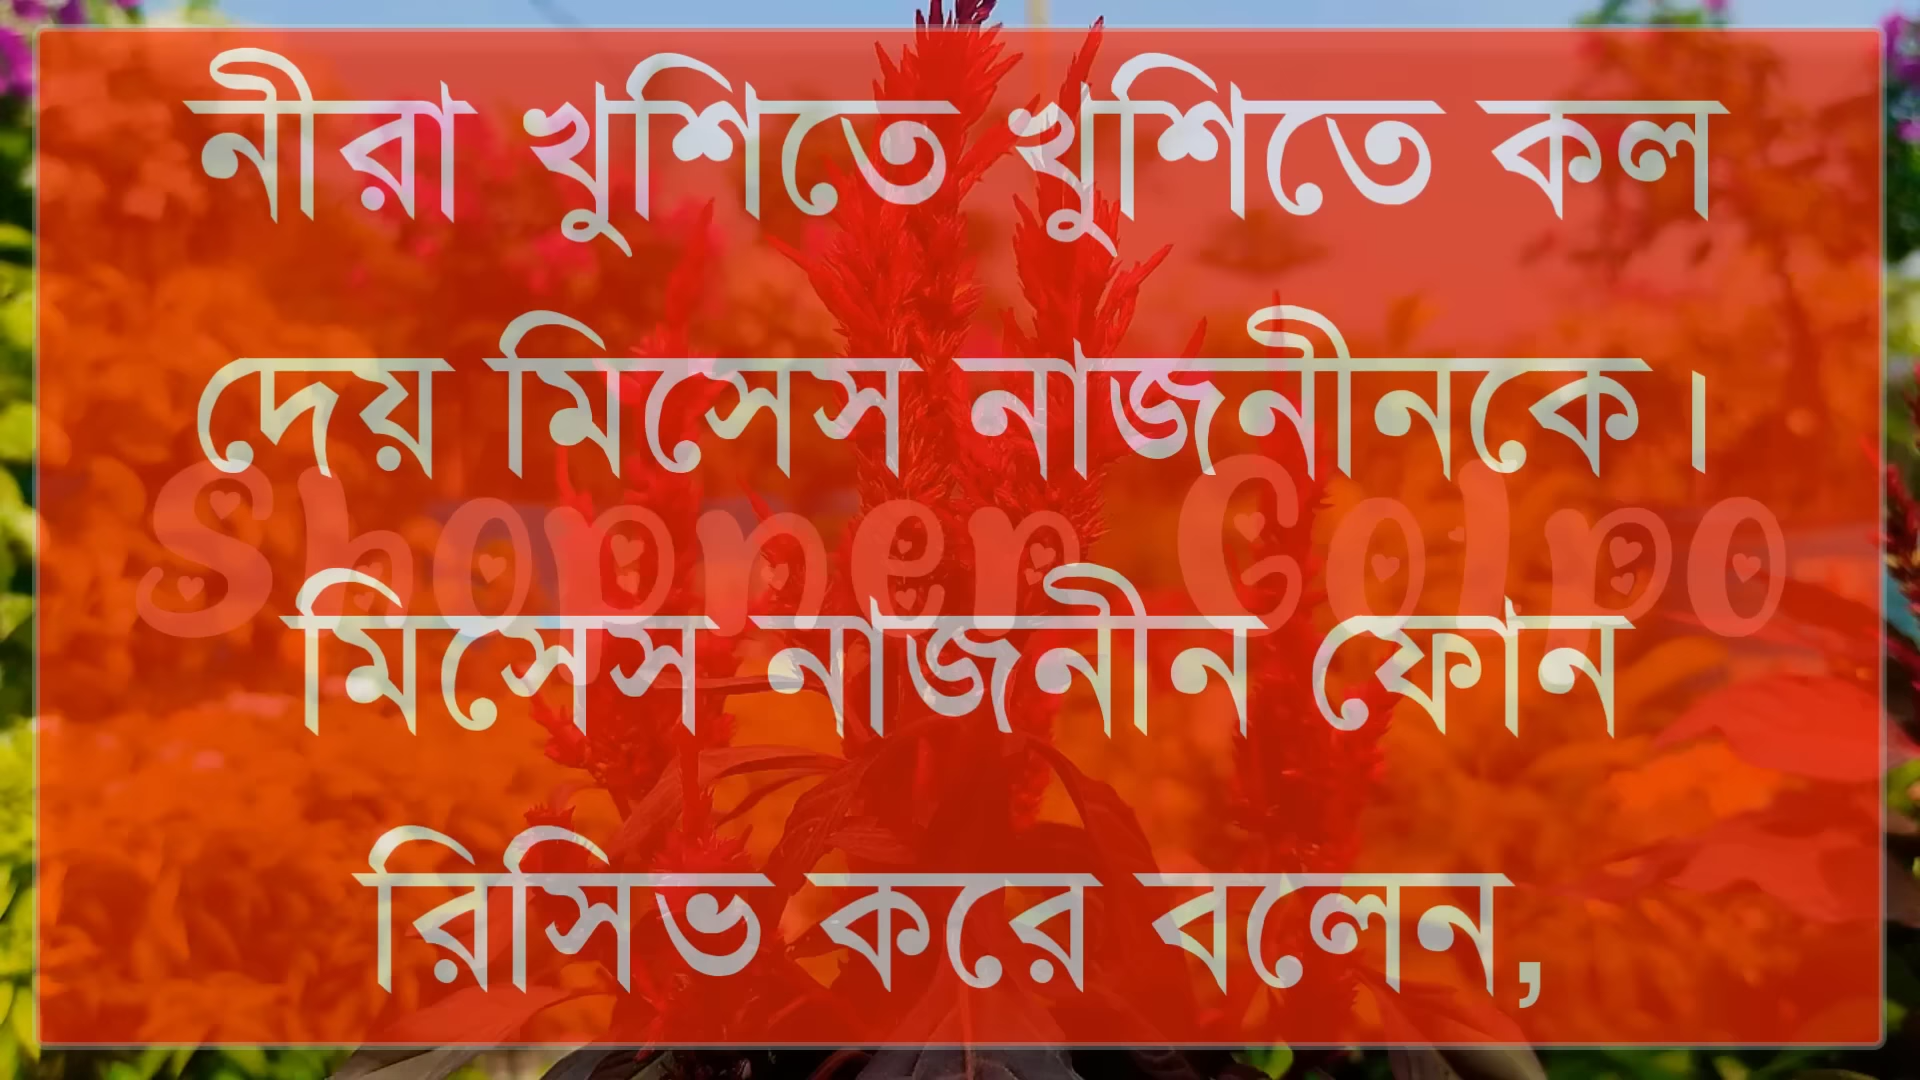 নীরা খুশিতে খুশিতে কল
দেয় মিসেস নাজনীনকে।
Shopner Golpo
মিসেস নাজনীন ফোন
রিসিভ করে বলেন,